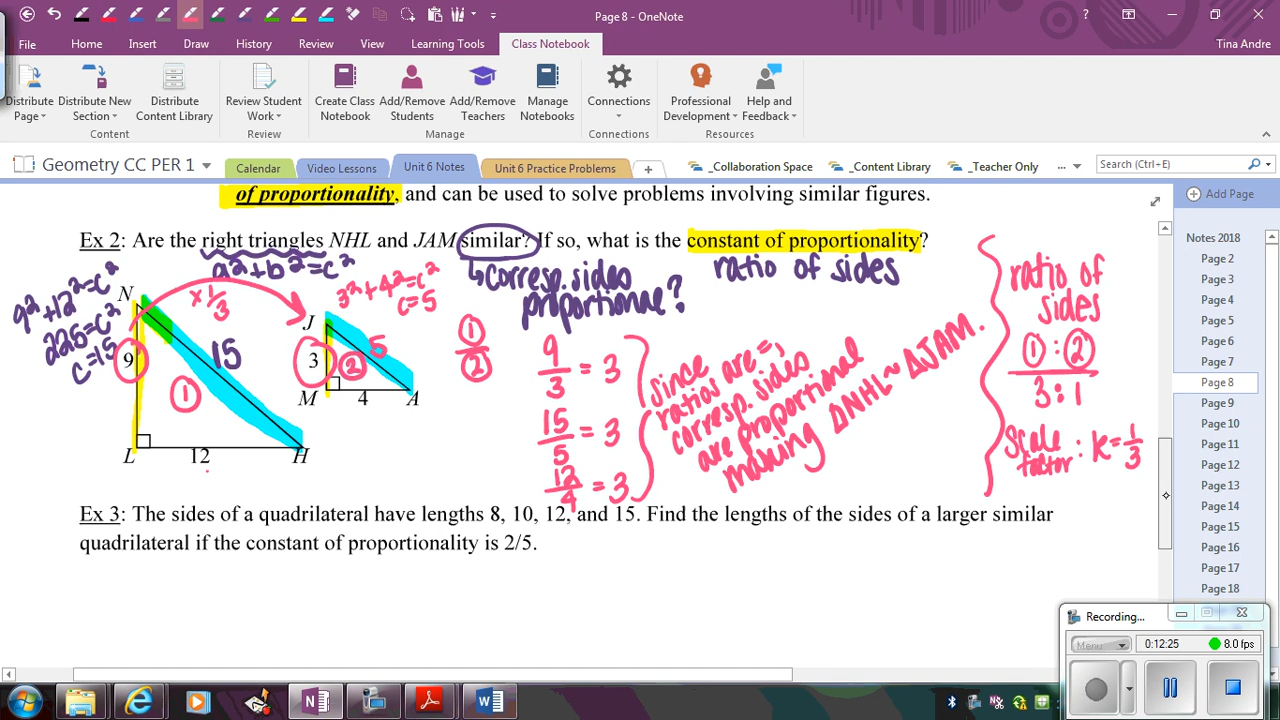 Page 8 - OneNote
File Home Insert Draw History Review View Learning Tools Class Notebook Tina Andre
Distribute Page Distribute New Section Distribute Content Library Review Student Work Create Class Notebook Add/Remove Students Add/Remove Teachers Manage Notebooks Connections Professional Development Help and Feedback
Content Review Manage Connections Resources
Geometry CC PER 1 Calendar Video Lessons Unit 6 Notes Unit 6 Practice Problems _Collaboration Space _Content Library _Teacher Only ... Search (Ctrl+E)
of proportionality, and can be used to solve problems involving similar figures.
Ex 2: Are the right triangles NHL and JAM similar? If so, what is the constant of proportionality?
a²+b²=c²
corresp. sides
proportional?
ratio of sides
9²+12²=c²
225=c²
c=15
N
9
L
12
H
15
1
× 1/3
3²+4²=c²
c=5
J
3
M
4
A
5
2
1/2
9/3 = 3
15/5 = 3
12/4 = 3
since
ratios are =,
corresp. sides
are proportional
making △NHL ~ △JAM.
ratio of
sides
1 : 2
3 : 1
Scale
factor : K = 1/3
Ex 3: The sides of a quadrilateral have lengths 8, 10, 12, and 15. Find the lengths of the sides of a larger similar
quadrilateral if the constant of proportionality is 2/5.
Add Page
Notes 2018
Page 2
Page 3
Page 4
Page 5
Page 6
Page 7
Page 8
Page 9
Page 10
Page 11
Page 12
Page 13
Page 14
Page 15
Page 16
Page 17
Page 18
Recording...
Menu 0:12:25 8.0 fps